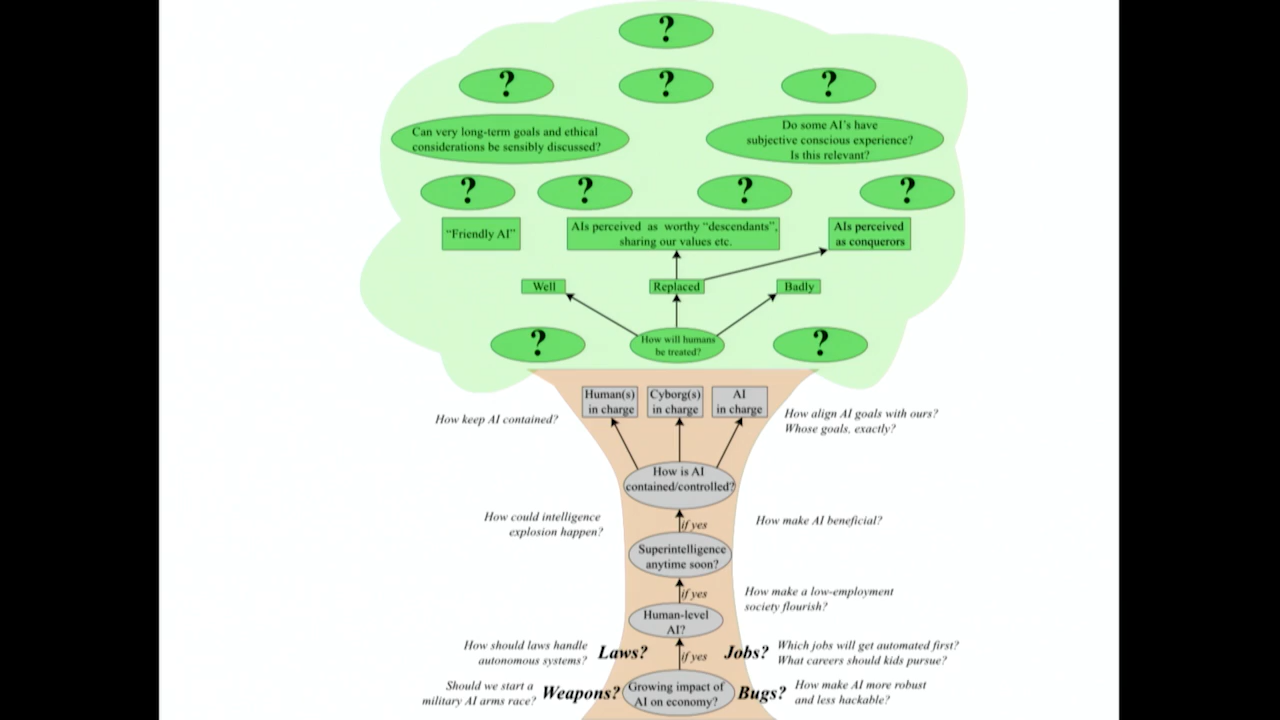 ?
?
?
?
Can very long-term goals and ethical
considerations be sensibly discussed?
Do some AI's have
subjective conscious experience?
Is this relevant?
?
?
?
?
"Friendly AI"
AIs perceived as worthy "descendants",
sharing our values etc.
AIs perceived
as conquerors
Well
Replaced
Badly
?
How will humans
be treated?
?
Human(s)
in charge
Cyborg(s)
in charge
AI
in charge
How keep AI contained?
How align AI goals with ours?
Whose goals, exactly?
How is AI
contained/controlled?
How could intelligence
explosion happen?
if yes
How make AI beneficial?
Superintelligence
anytime soon?
if yes
How make a low-employment
society flourish?
Human-level
AI?
How should laws handle
autonomous systems?
Laws?
if yes
Jobs?
Which jobs will get automated first?
What careers should kids pursue?
Should we start a
military AI arms race?
Weapons?
Growing impact of
AI on economy?
Bugs?
How make AI more robust
and less hackable?